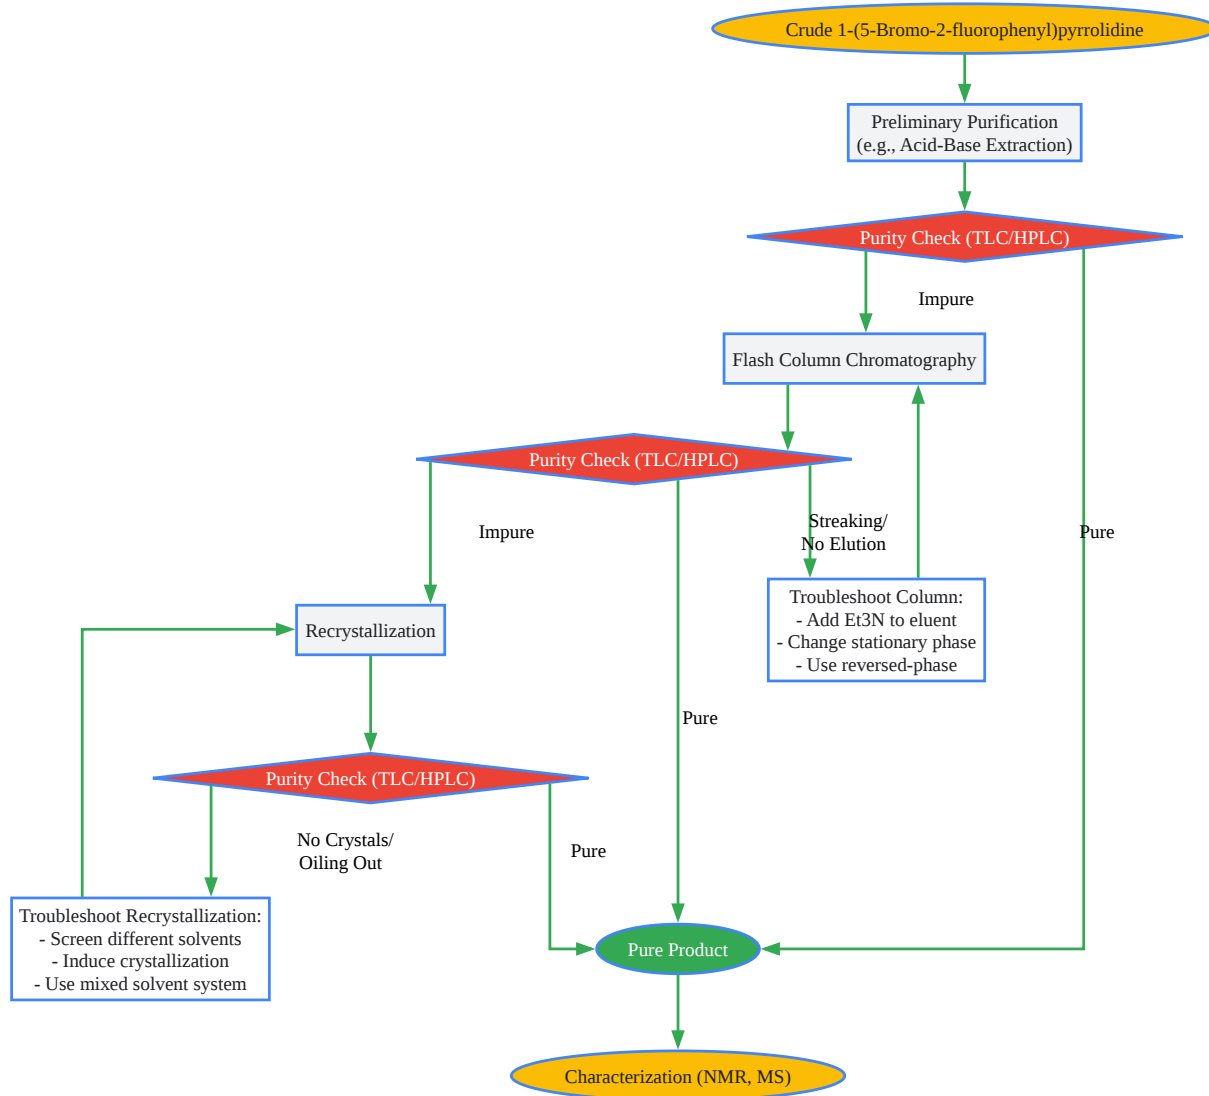 Crude 1-(5-Bromo-2-fluorophenyl)pyrrolidine
Preliminary Purification
(e.g., Acid-Base Extraction)
Purity Check (TLC/HPLC)
Impure
Flash Column Chromatography
Purity Check (TLC/HPLC)
Impure
Streaking/
No Elution
Pure
Troubleshoot Column:
- Add Et3N to eluent
- Change stationary phase
- Use reversed-phase
Recrystallization
Pure
Purity Check (TLC/HPLC)
No Crystals/
Oiling Out
Pure
Troubleshoot Recrystallization:
- Screen different solvents
- Induce crystallization
- Use mixed solvent system
Pure Product
Characterization (NMR, MS)